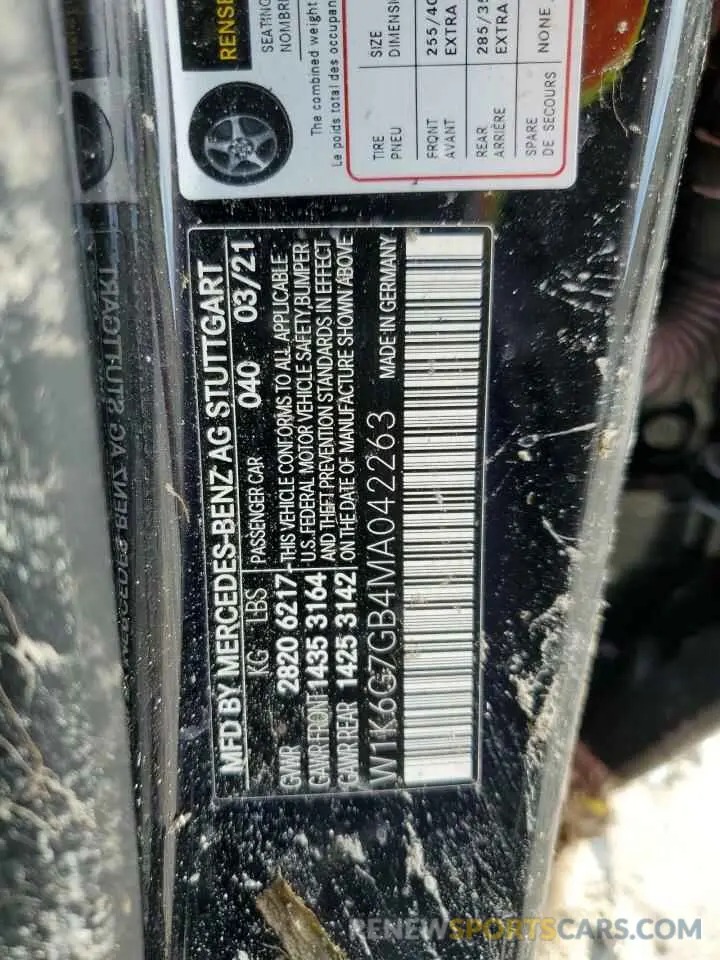 RENSE
SEATING
NOMBRE
The combined weight
Le poids total des occupan
TIRE SIZE
PNEU DIMENSI
FRONT 255/40
AVANT EXTRA
REAR 285/35
ARRIÈRE EXTRA
SPARE NONE
DE SECOURS
MFD BY MERCEDES-BENZ AG STUTTGART
KG LBS PASSENGER CAR 040 03/21
GVWR 2820 6217
GAWR FRONT 1435 3164
GAWR REAR 1425 3142
THIS VEHICLE CONFORMS TO ALL APPLICABLE
U.S. FEDERAL MOTOR VEHICLE SAFETY, BUMPER
AND THEFT PREVENTION STANDARDS IN EFFECT
ON THE DATE OF MANUFACTURE SHOWN ABOVE
W1K6G7GB4MA042263 MADE IN GERMANY
RENEWSPORTSCARS.COM